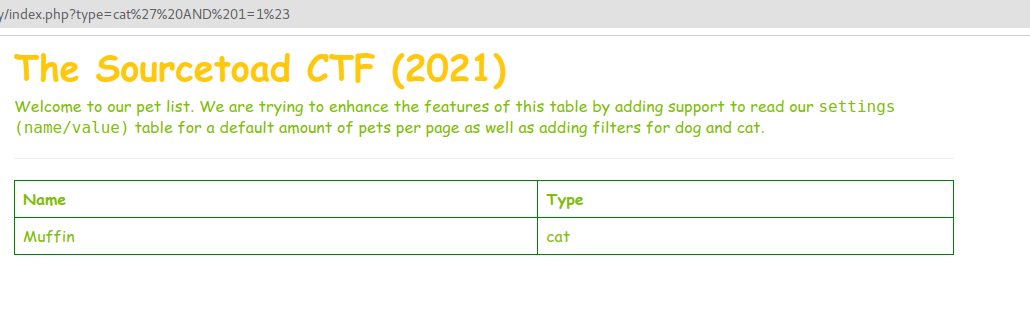 y/index.php?type=cat%27%20AND%201=1%23
The Sourcetoad CTF (2021)
Welcome to our pet list. We are trying to enhance the features of this table by adding support to read our settings
(name/value) table for a default amount of pets per page as well as adding filters for dog and cat.
Name Type
Muffin cat